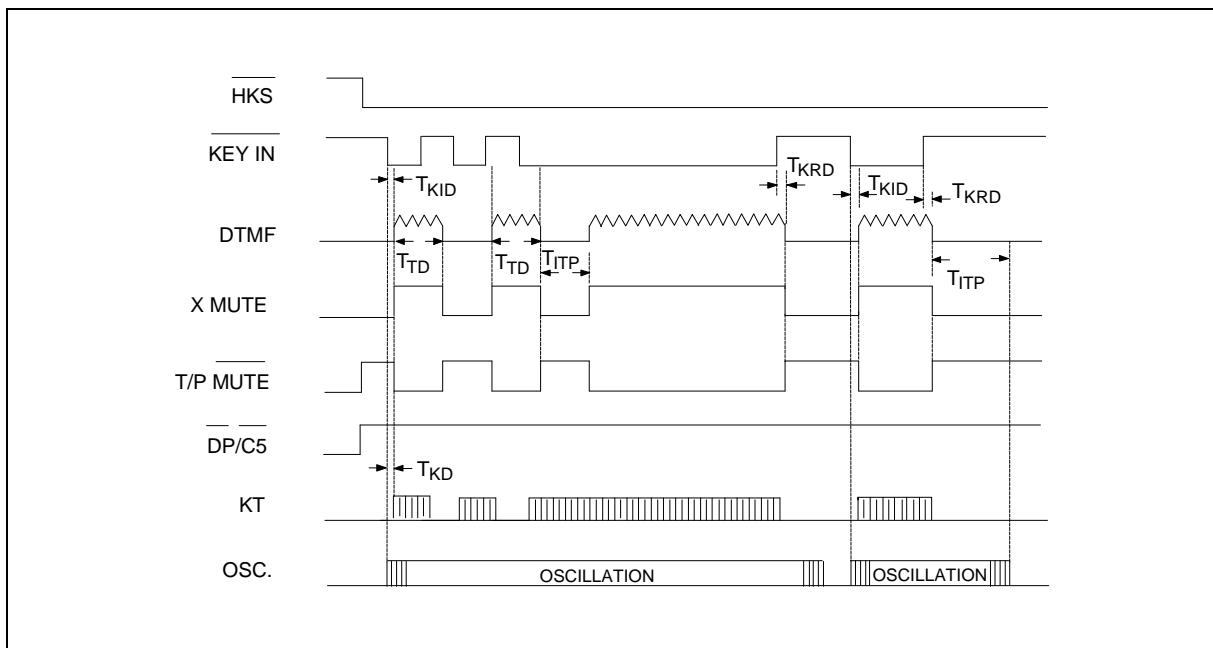 HKS
KEY IN
TKID
TKRD
TKID
TKRD
DTMF
TTD
TTD
TITP
TITP
X MUTE
T/P MUTE
DP/C5
TKD
KT
OSC.
OSCILLATION
OSCILLATION